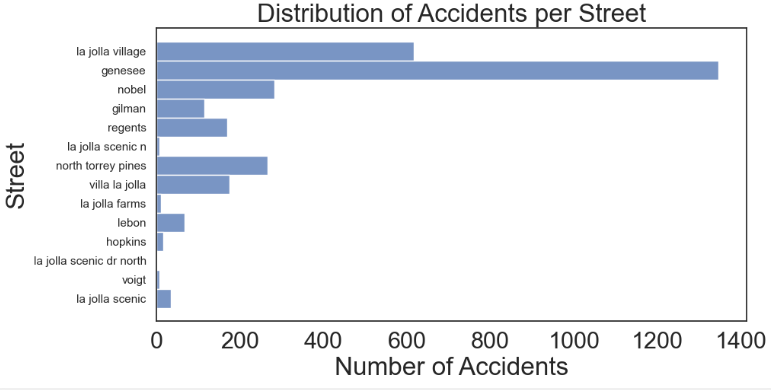 Distribution of Accidents per Street
Street
la jolla village
genesee
nobel
gilman
regents
la jolla scenic n
north torrey pines
villa la jolla
la jolla farms
lebon
hopkins
la jolla scenic dr north
voigt
la jolla scenic
0 200 400 600 800 1000 1200 1400
Number of Accidents